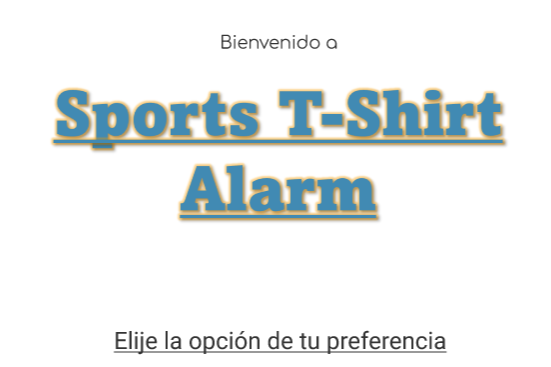 Bienvenido a
Sports T-Shirt
Alarm
Elije la opción de tu preferencia